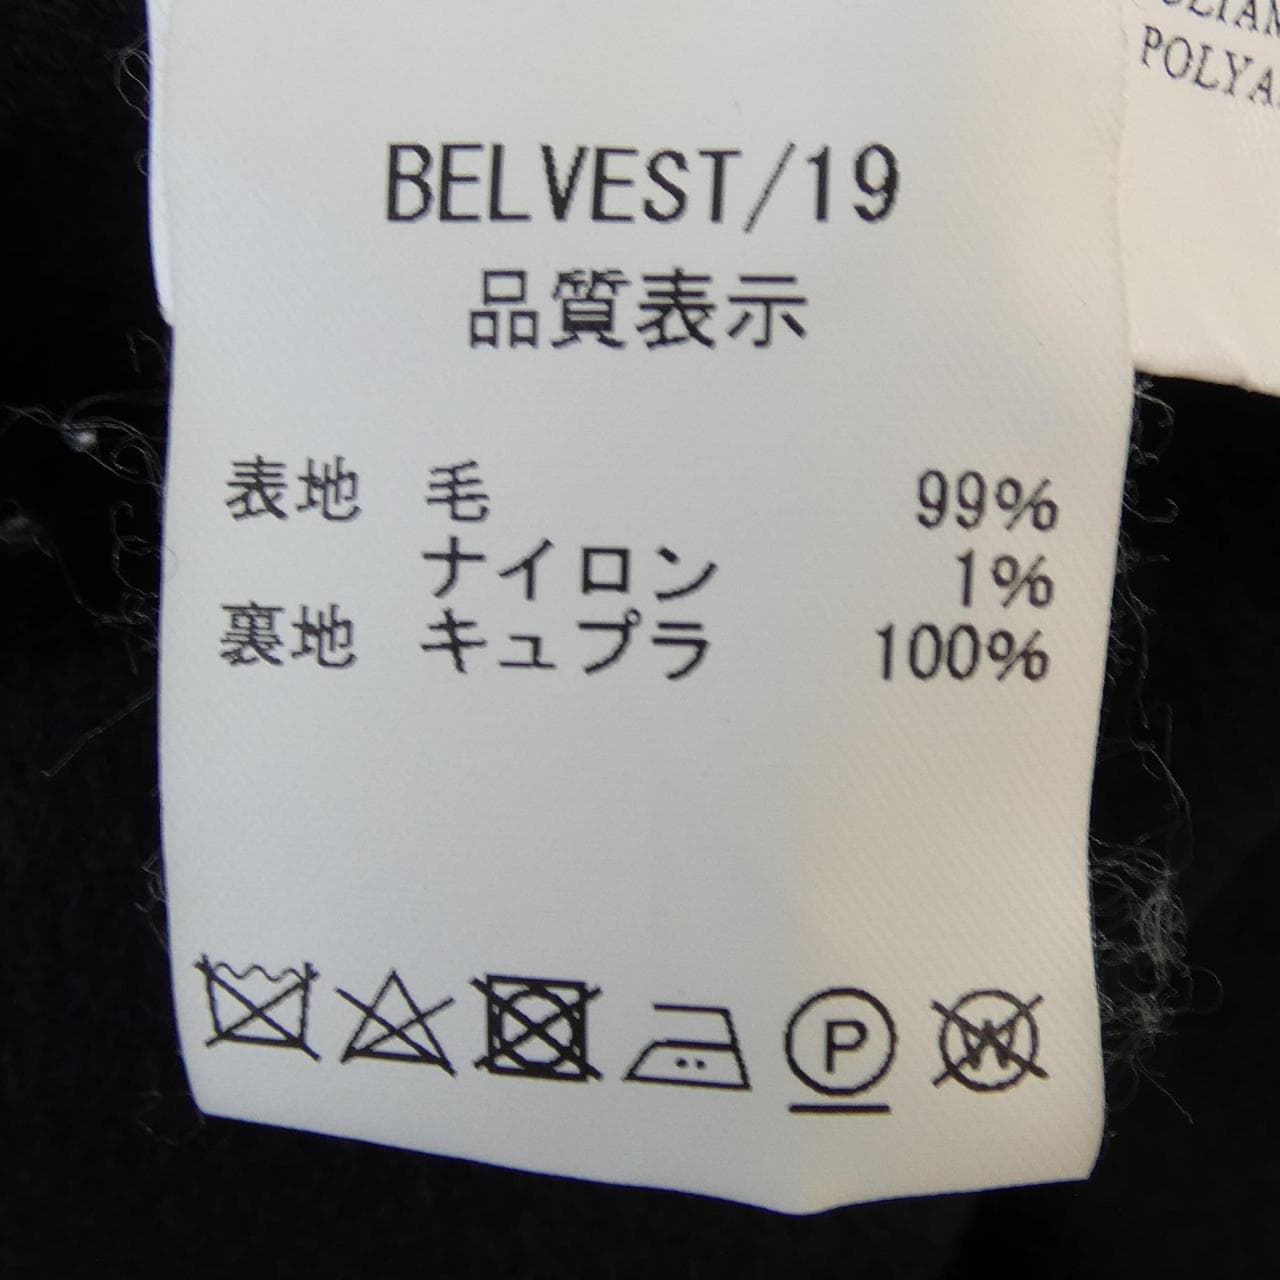 BELVEST/19
品質表示
表地 毛 99%
ナイロン 1%
裏地 キュプラ 100%
P
W